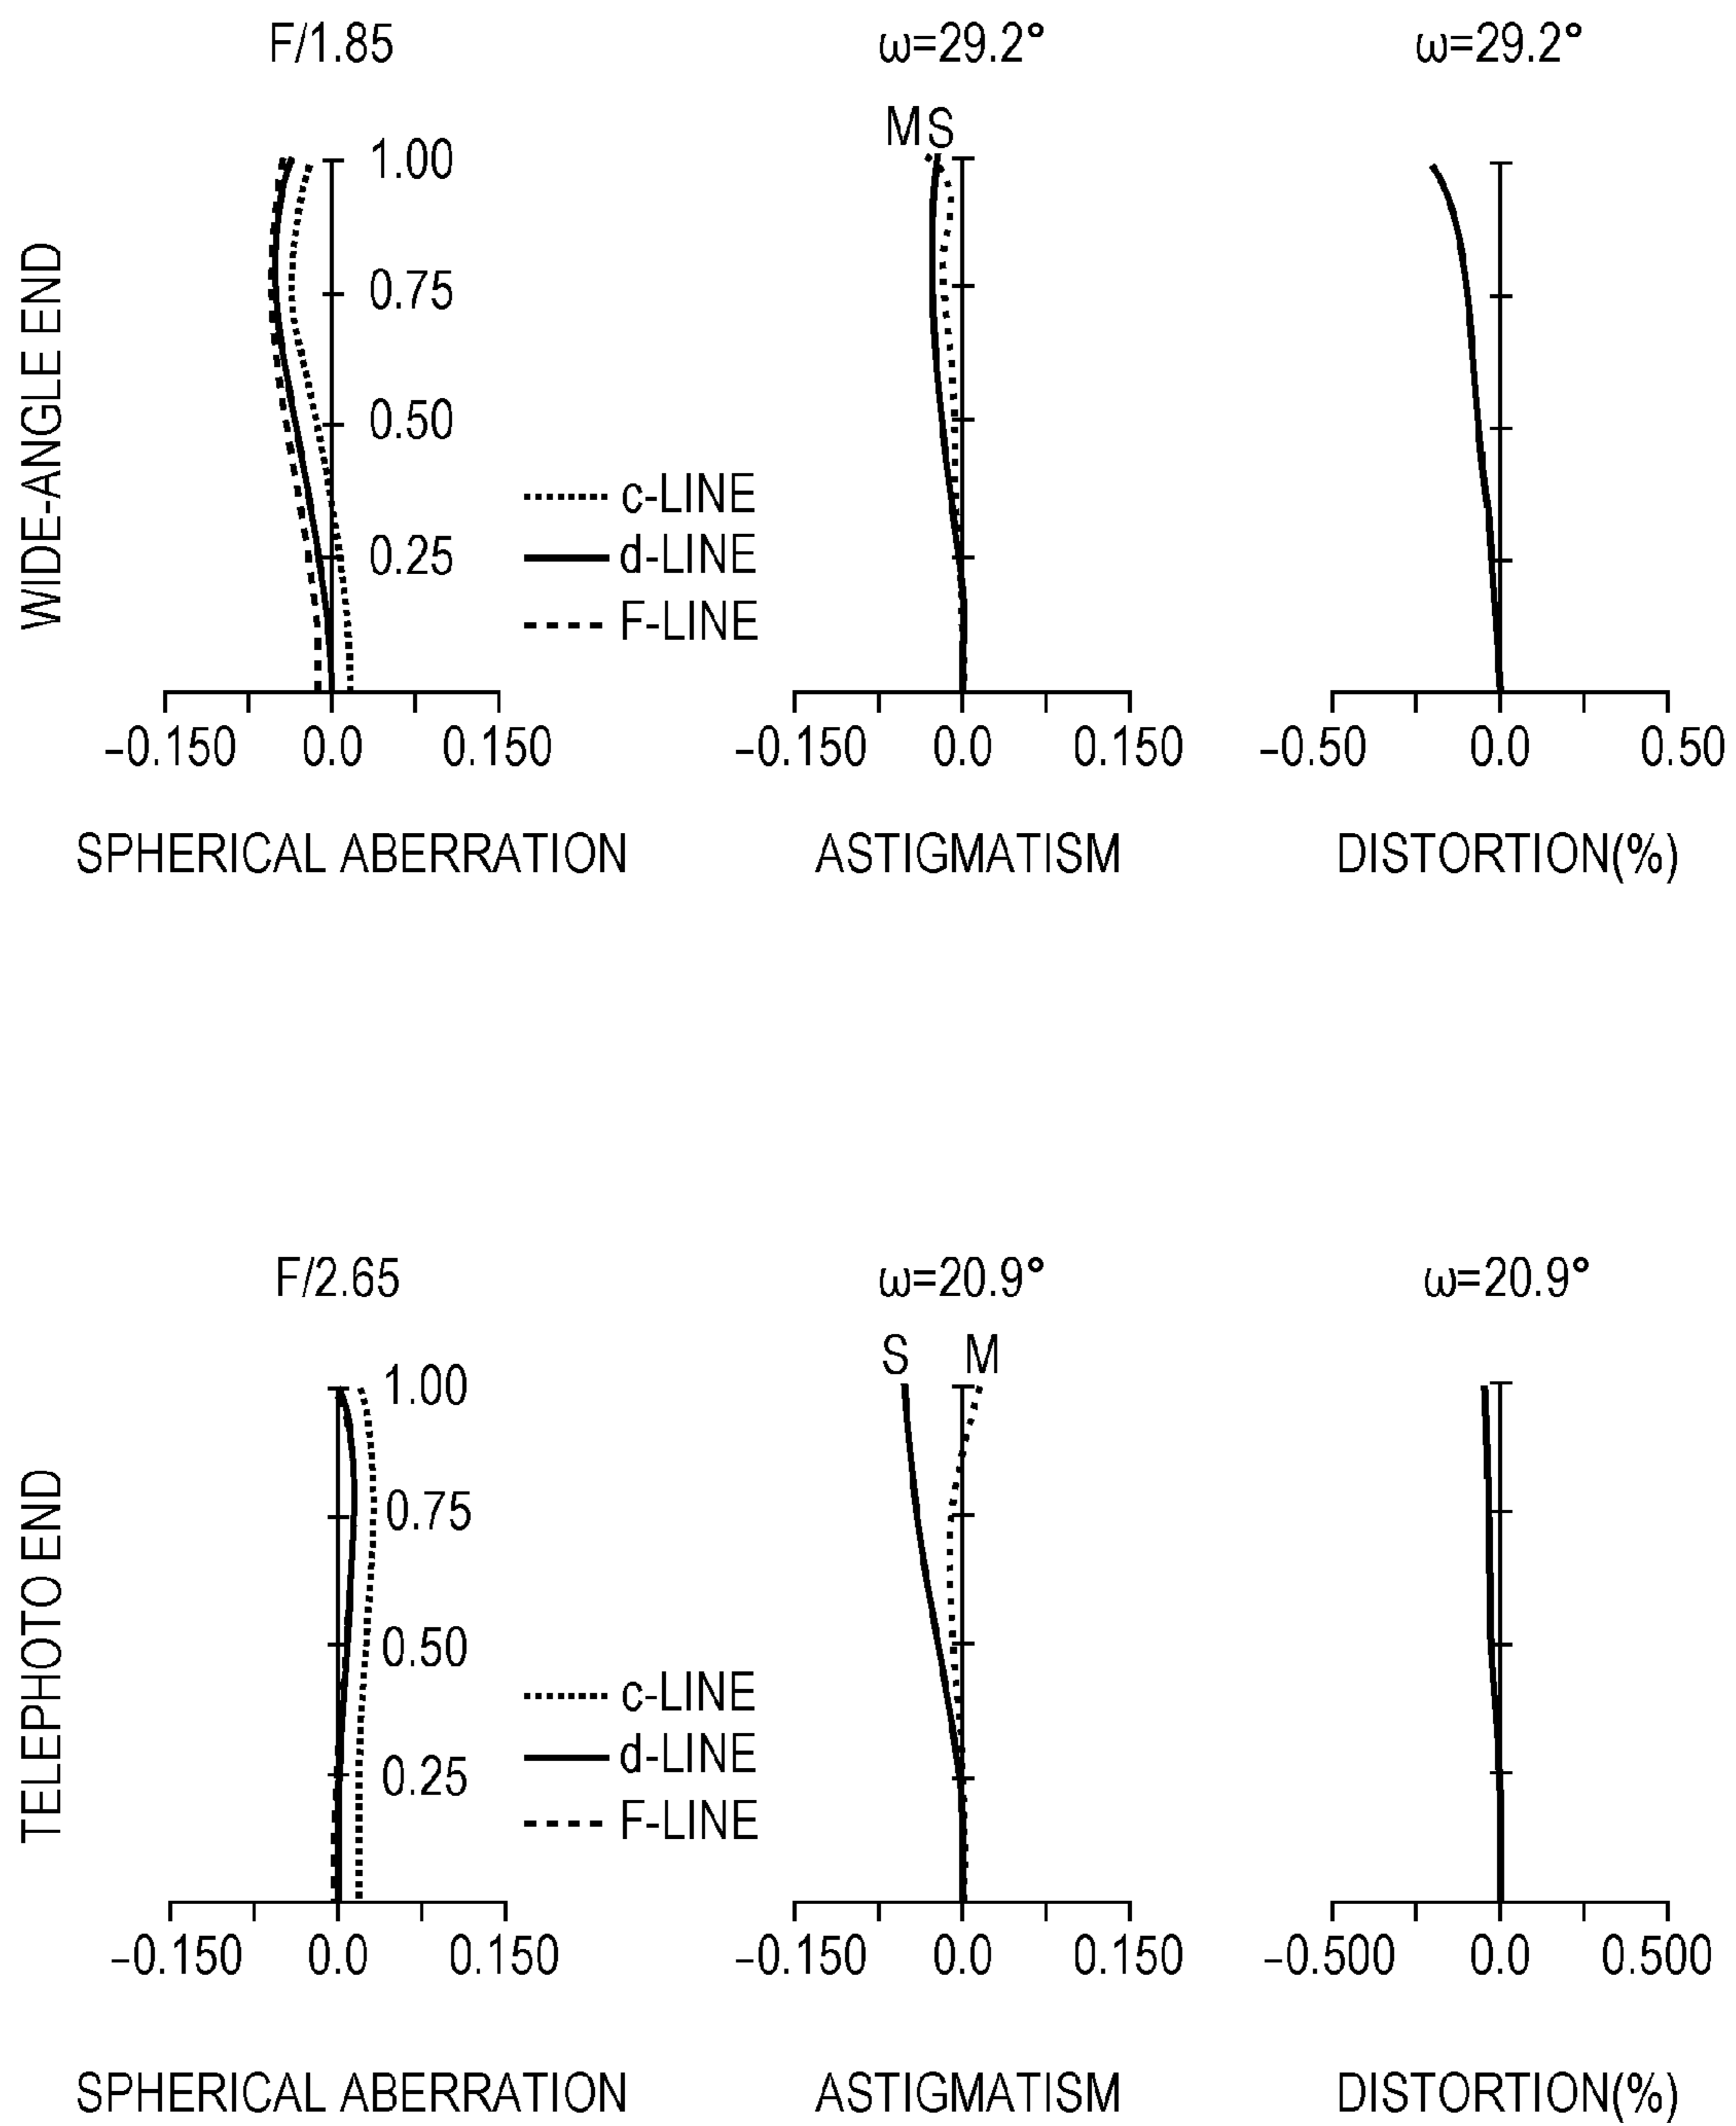 WIDE-ANGLE END
F/1.85
1.00
0.75
0.50
0.25
c-LINE
d-LINE
F-LINE
−0.150 0.0 0.150
SPHERICAL ABERRATION
ω=29.2°
MS
−0.150 0.0 0.150
ASTIGMATISM
ω=29.2°
−0.50 0.0 0.50
DISTORTION(%)
TELEPHOTO END
F/2.65
1.00
0.75
0.50
0.25
c-LINE
d-LINE
F-LINE
−0.150 0.0 0.150
SPHERICAL ABERRATION
ω=20.9°
S M
−0.150 0.0 0.150
ASTIGMATISM
ω=20.9°
−0.500 0.0 0.500
DISTORTION(%)